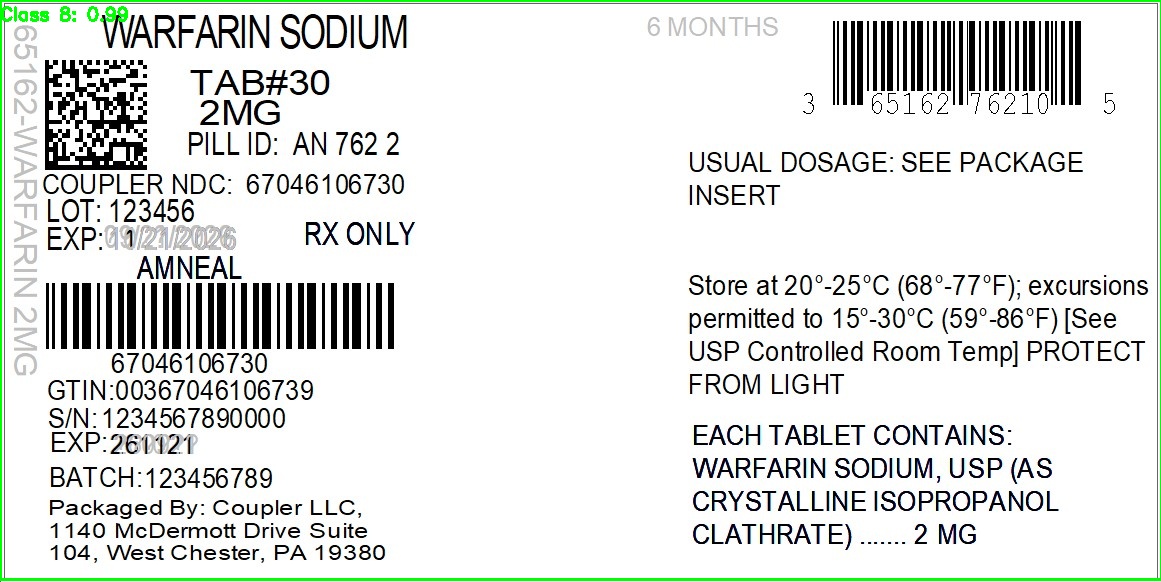 Class 8: 0.99
65162-WARFARIN 2MG
WARFARIN SODIUM
TAB#30
2MG
PILL ID: AN 762 2
COUPLER NDC: 67046106730
LOT: 123456
EXP:
RX ONLY
AMNEAL
67046106730
GTIN:00367046106739
S/N:1234567890000
EXP:
BATCH:123456789
Packaged By: Coupler LLC,
1140 McDermott Drive Suite
104, West Chester, PA 19380
6 MONTHS
3 65162 76210 5
USUAL DOSAGE: SEE PACKAGE
INSERT
Store at 20°-25°C (68°-77°F); excursions
permitted to 15°-30°C (59°-86°F) [See
USP Controlled Room Temp] PROTECT
FROM LIGHT
EACH TABLET CONTAINS:
WARFARIN SODIUM, USP (AS
CRYSTALLINE ISOPROPANOL
CLATHRATE) ....... 2 MG